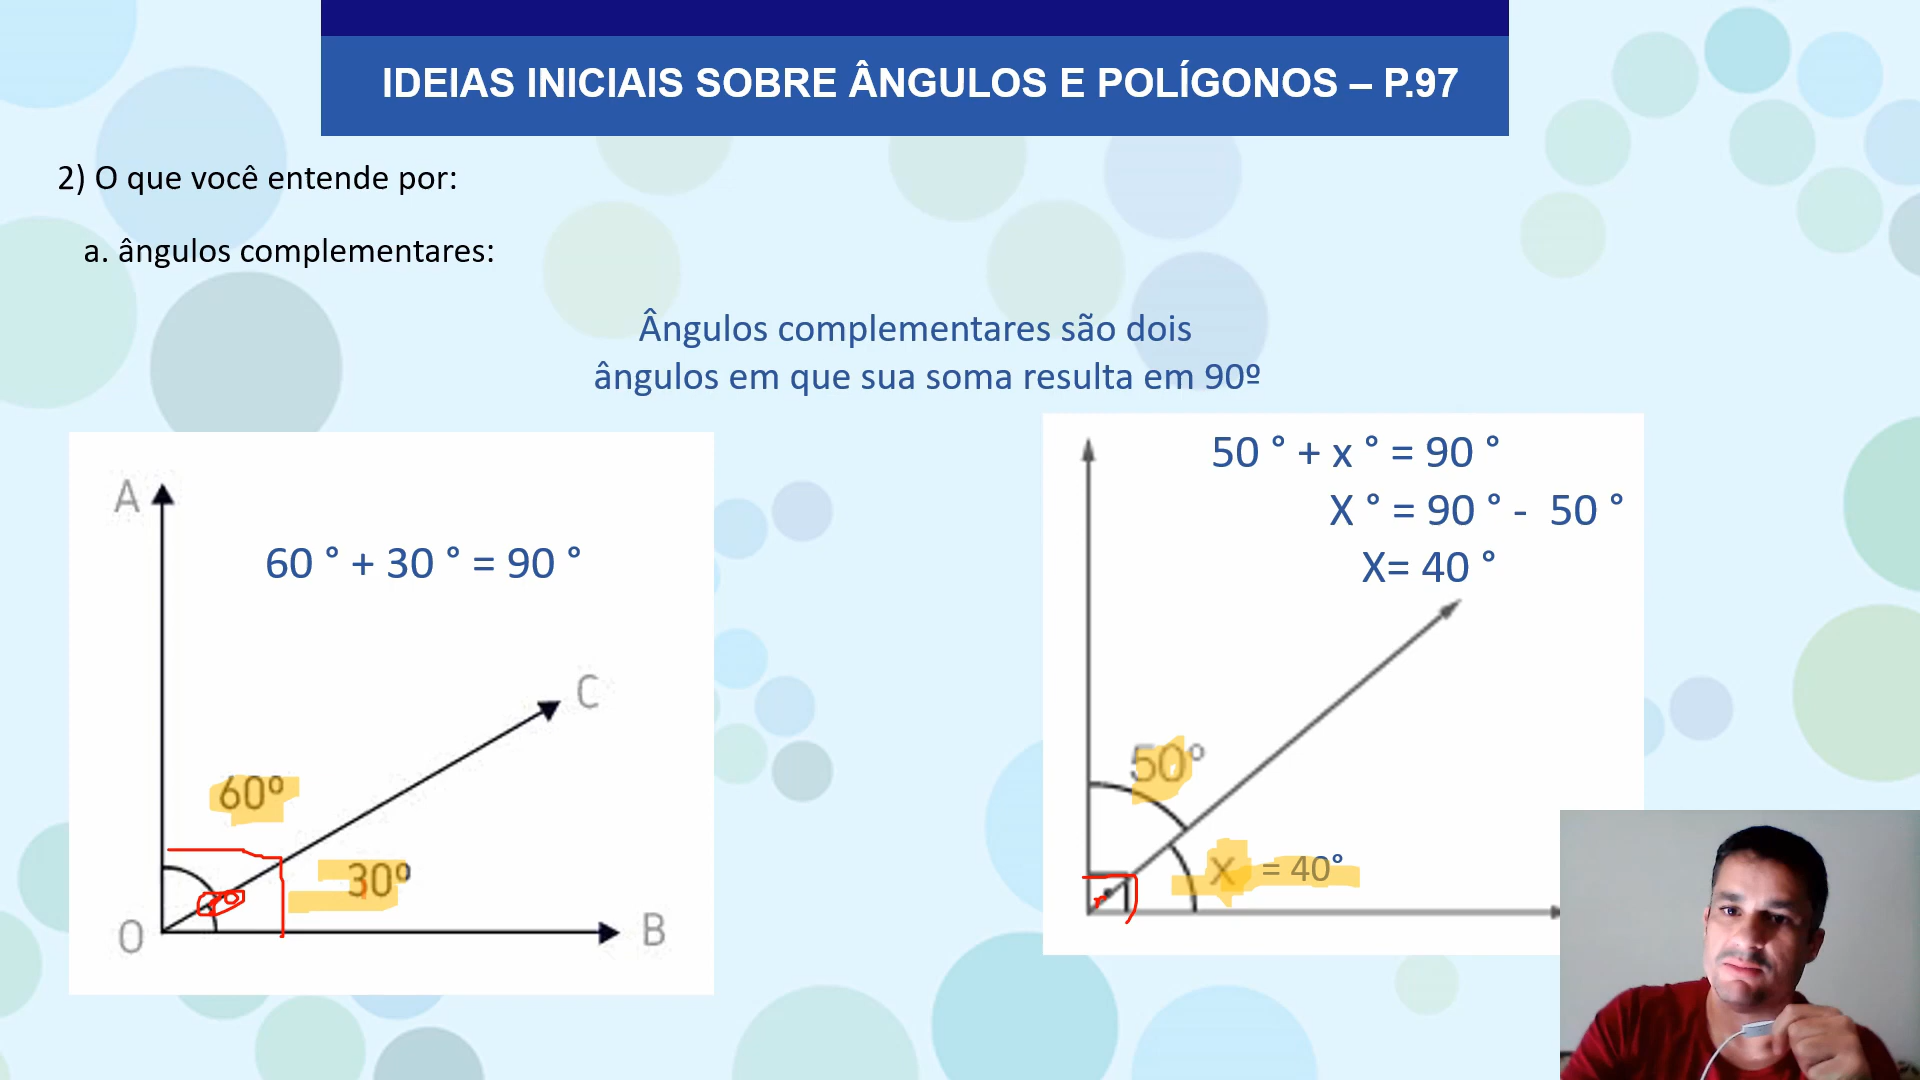 IDEIAS INICIAIS SOBRE ÂNGULOS E POLÍGONOS – P.97
2) O que você entende por:
a. ângulos complementares:
Ângulos complementares são dois
ângulos em que sua soma resulta em 90º
A
60 ° + 30 ° = 90 °
C
60º
30º
O
B
50 ° + x ° = 90 °
X ° = 90 ° - 50 °
X= 40 °
50º
X = 40°